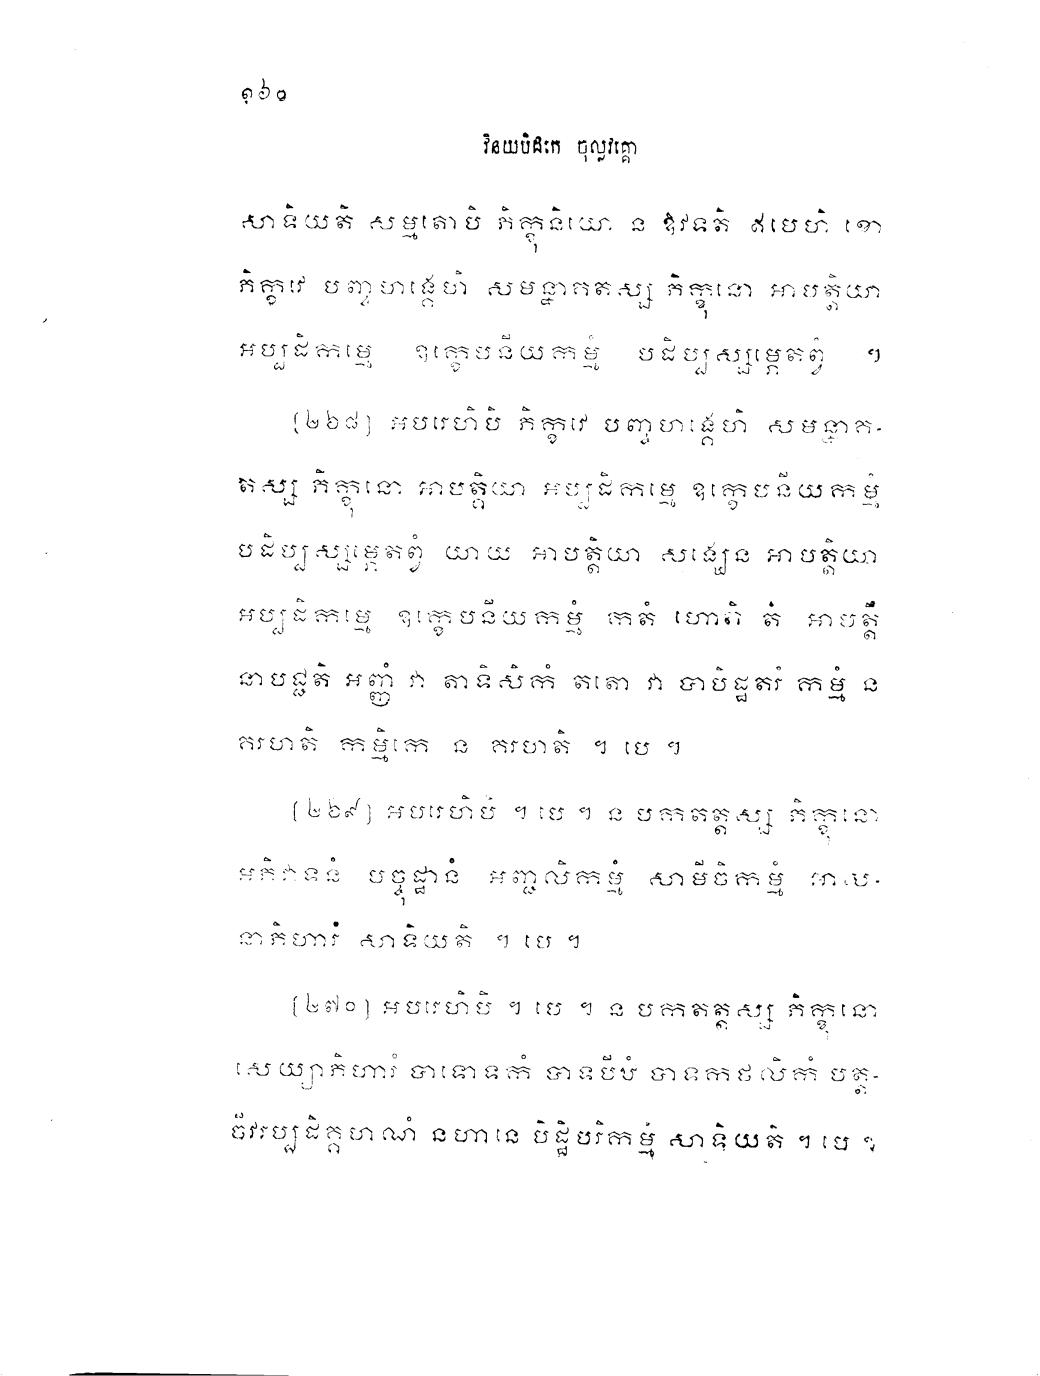 ១៦០
វិនយបិដកេ ចុល្លវគ្គោ
សាទិយតិ សម្មតោបិ ភិក្ខុនិយោ ន ឱវទតិ ឥមេហិ ខោ
ភិក្ខវេ បញ្ចហង្គេហិ សមន្នាគតស្ស ភិក្ខុនោ អាបត្តិយា
អប្បដិកម្មេ ឧក្ខេបនីយកម្មំ បដិប្បស្សម្ភេតព្វំ ។
(២៦៨) អបរេហិបិ ភិក្ខវេ បញ្ចហង្គេហិ សមន្នាគ-
តស្ស ភិក្ខុនោ អាបត្តិយា អប្បដិកម្មេ ឧក្ខេបនីយកម្មំ
បដិប្បស្សម្ភេតព្វំ យាយ អាបត្តិយា សង្ឃេន អាបត្តិយា
អប្បដិកម្មេ ឧក្ខេបនីយកម្មំ កតំ ហោតិ តំ អាបត្តឹ
នាបជ្ជតិ អញ្ញំ វា តាទិសិកំ តតោ វា បាបិដ្ឋតរំ កម្មំ ន
គរហតិ កម្មិកេ ន គរហតិ ។ បេ ។
(២៦៩) អបរេហិបិ ។ បេ ។ ន បកតត្តស្ស ភិក្ខុនោ
អភិវាទនំ បច្ចុដ្ឋានំ អញ្ជលិកម្មំ សាមីចិកម្មំ អាស-
នាភិហារំ សាទិយតិ ។ បេ ។
(២៧០) អបរេហិបិ ។ បេ ។ ន បកតត្តស្ស ភិក្ខុនោ
សេយ្យាភិហារំ បាទោទកំ បាទបីឋំ បាទកថលិកំ បត្ត-
ចីវរប្បដិគ្គហណំ នហានេ បិដ្ឋិបរិកម្មំ សាទិយតិ ។ បេ ។